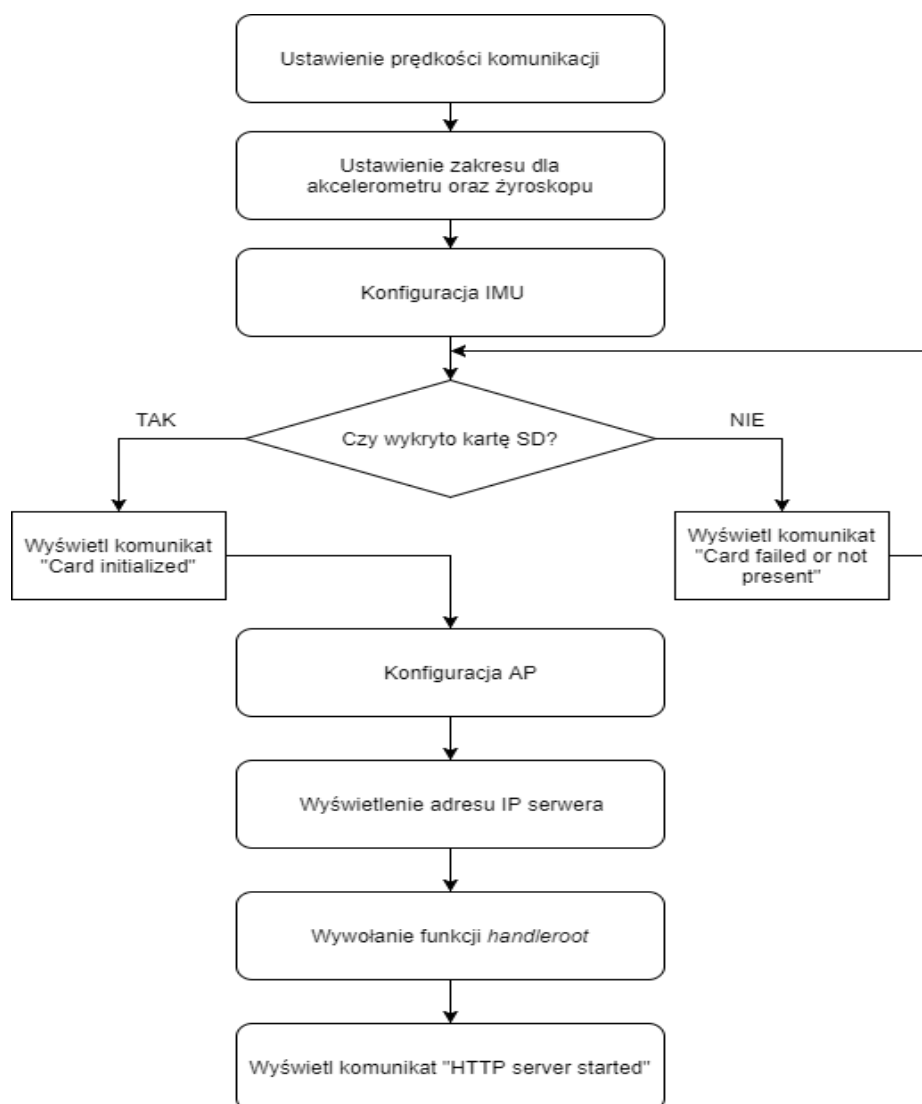 Ustawienie prędkości komunikacji
Ustawienie zakresu dla
akcelerometru oraz żyroskopu
Konfiguracja IMU
Czy wykryto kartę SD?
TAK
NIE
Wyświetl komunikat
"Card initialized"
Wyświetl komunikat
"Card failed or not
present"
Konfiguracja AP
Wyświetlenie adresu IP serwera
Wywołanie funkcji handleroot
Wyświetl komunikat "HTTP server started"